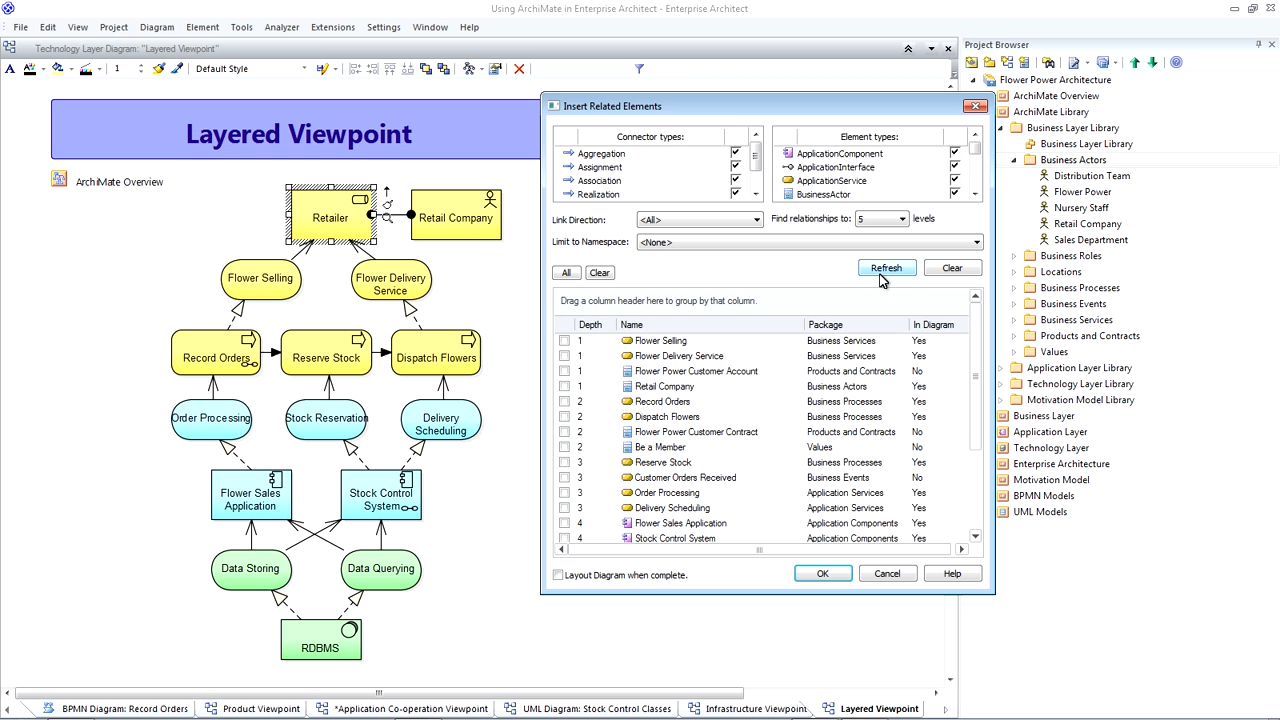 Using ArchiMate in Enterprise Architect - Enterprise Architect
File Edit View Project Diagram Element Tools Analyzer Extensions Settings Window Help
Technology Layer Diagram: "Layered Viewpoint"
A 1 Default Style
Layered Viewpoint
ArchiMate Overview
Retailer
Retail Company
Flower Selling
Flower Delivery
Service
Record Orders
Reserve Stock
Dispatch Flowers
Order Processing
Stock Reservation
Delivery
Scheduling
Flower Sales
Application
Stock Control
System
Data Storing
Data Querying
RDBMS
Insert Related Elements
Connector types:
Aggregation
Assignment
Association
Realization
Element types:
ApplicationComponent
ApplicationInterface
ApplicationService
BusinessActor
Link Direction: <All> Find relationships to: 5 levels
Limit to Namespace: <None>
All Clear Refresh Clear
Drag a column header here to group by that column.
Depth Name Package In Diagram
1 Flower Selling Business Services Yes
1 Flower Delivery Service Business Services Yes
1 Flower Power Customer Account Products and Contracts No
1 Retail Company Business Actors Yes
2 Record Orders Business Processes Yes
2 Dispatch Flowers Business Processes Yes
2 Flower Power Customer Contract Products and Contracts No
2 Be a Member Values No
3 Reserve Stock Business Processes Yes
3 Customer Orders Received Business Events No
3 Order Processing Application Services Yes
3 Delivery Scheduling Application Services Yes
4 Flower Sales Application Application Components Yes
4 Stock Control System Application Components Yes
Layout Diagram when complete. OK Cancel Help
Project Browser
Flower Power Architecture
ArchiMate Overview
ArchiMate Library
Business Layer Library
Business Layer Library
Business Actors
Distribution Team
Flower Power
Nursery Staff
Retail Company
Sales Department
Business Roles
Locations
Business Processes
Business Events
Business Services
Products and Contracts
Values
Application Layer Library
Technology Layer Library
Motivation Model Library
Business Layer
Application Layer
Technology Layer
Enterprise Architecture
Motivation Model
BPMN Models
UML Models
BPMN Diagram: Record Orders Product Viewpoint *Application Co-operation Viewpoint UML Diagram: Stock Control Classes Infrastructure Viewpoint Layered Viewpoint